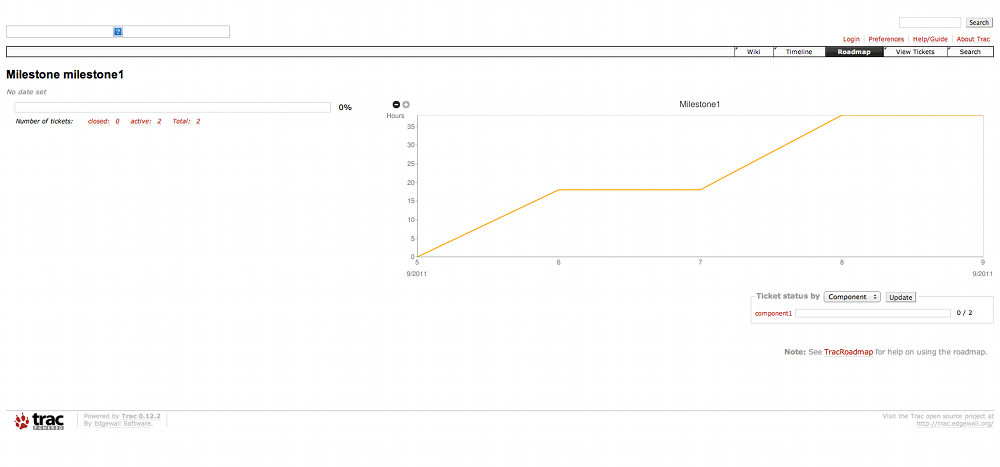 Search
Login | Preferences | Help/Guide | About Trac
Wiki Timeline Roadmap View Tickets Search
Milestone milestone1
No date set
0%
Number of tickets: closed: 0 active: 2 Total: 2
Milestone1
Hours
35
30
25
20
15
10
5
0
5 6 7 8 9
9/2011 9/2011
Ticket status by Component Update
component1 0 / 2
Note: See TracRoadmap for help on using the roadmap.
trac
POWERED
Powered by Trac 0.12.2
By Edgewall Software.
Visit the Trac open source project at
http://trac.edgewall.org/